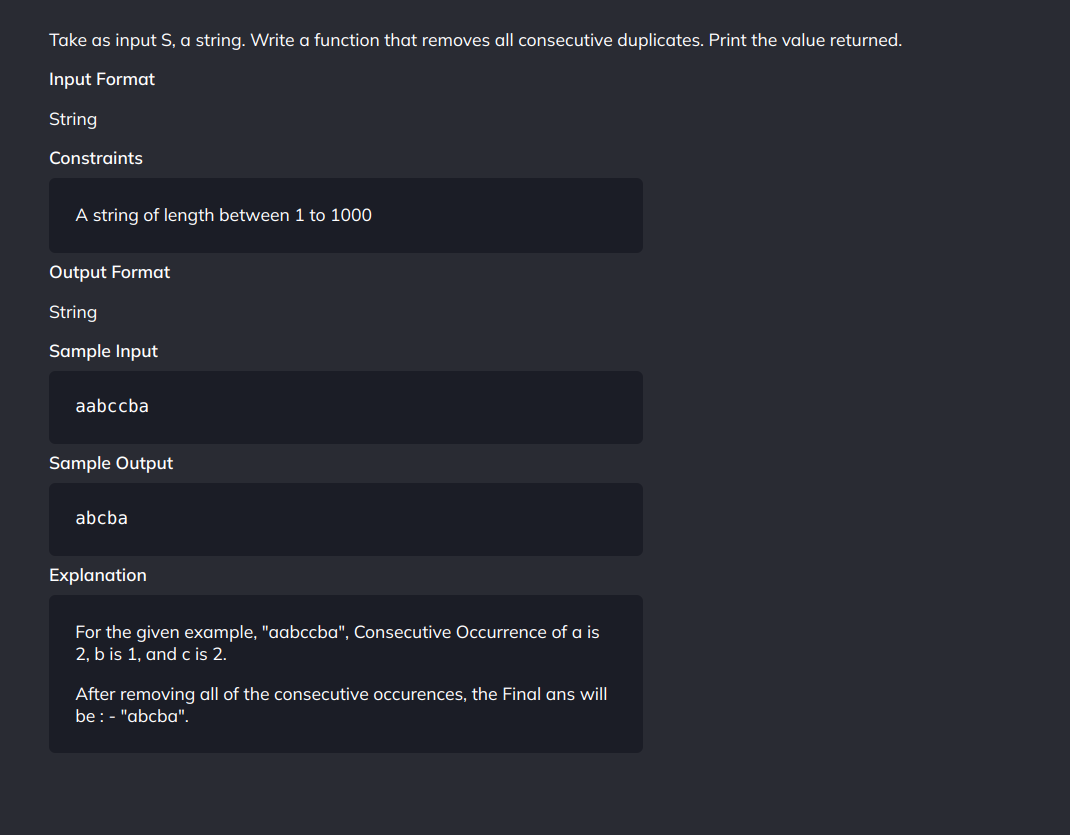 Take as input S, a string. Write a function that removes all consecutive duplicates. Print the value returned.
Input Format
String
Constraints
A string of length between 1 to 1000
Output Format
String
Sample Input
aabccba
Sample Output
abcba
Explanation
For the given example, "aabccba", Consecutive Occurrence of a is
2, b is 1, and c is 2.
After removing all of the consecutive occurences, the Final ans will
be : - "abcba".